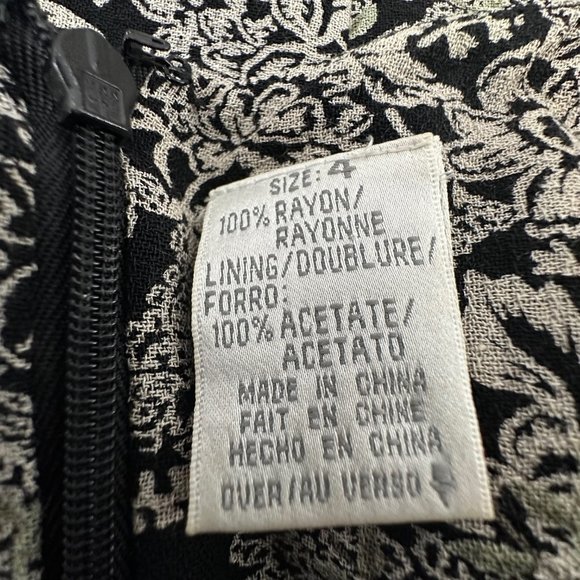 SIZE: 4
100% RAYON/
RAYONNE
LINING/DOUBLURE/
FORRO:
100% ACETATE/
ACETATO
MADE IN CHINA
FAIT EN CHINE
HECHO EN CHINA
OVER/AU VERSO